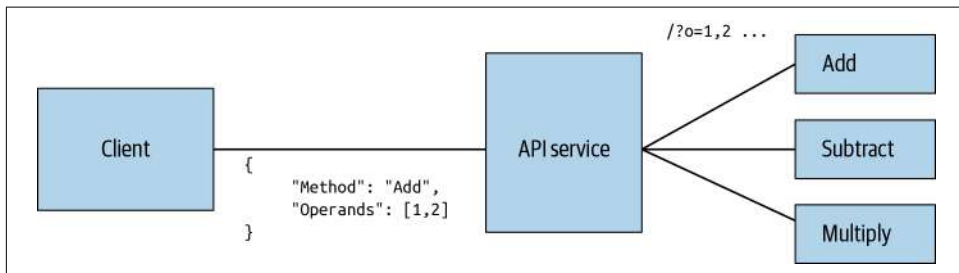 /?o=1,2 ...
Add
Client
API service
Subtract
{
"Method": "Add",
"Operands": [1,2]
}
Multiply